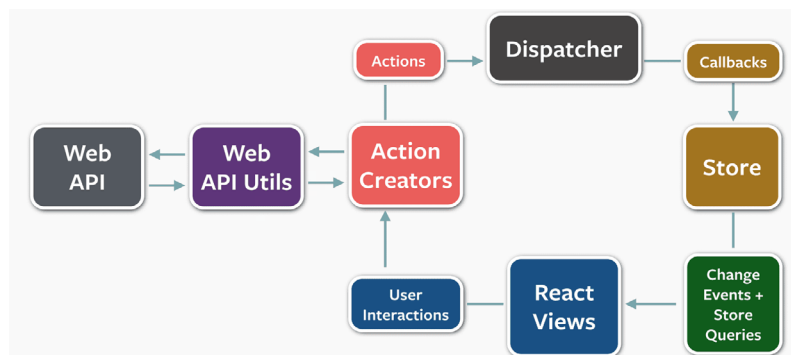 Actions
Dispatcher
Callbacks
Web
API
Web
API Utils
Action
Creators
Store
User
Interactions
React
Views
Change
Events +
Store
Queries